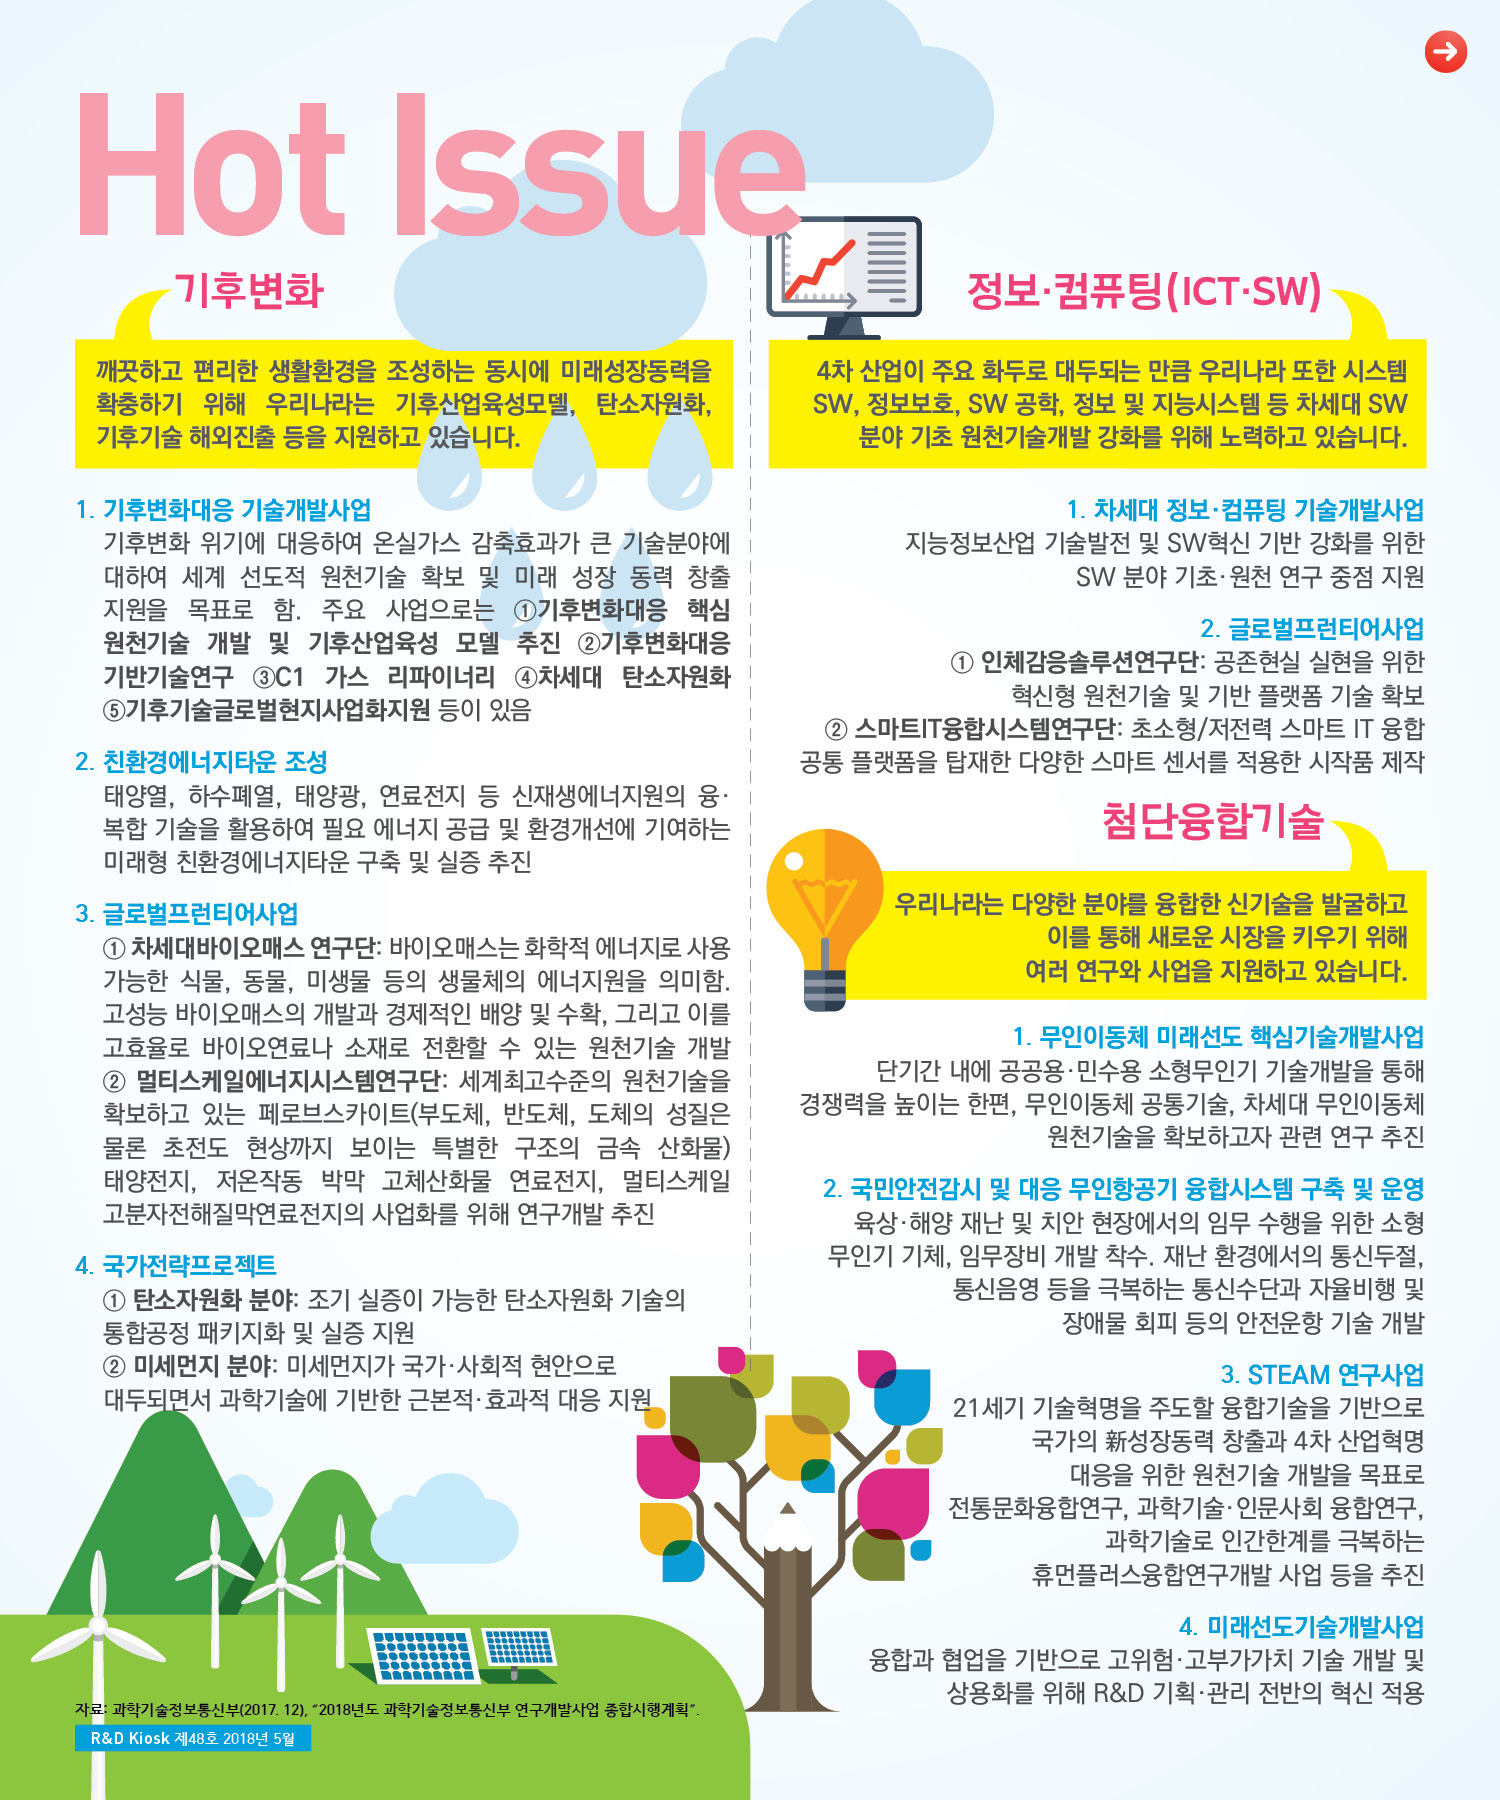 Hot Issue
기후변화
깨끗하고 편리한 생활환경을 조성하는 동시에 미래성장동력을
확충하기 위해 우리나라는 기후산업육성모델, 탄소자원화,
기후기술 해외진출 등을 지원하고 있습니다.
1. 기후변화대응 기술개발사업
기후변화 위기에 대응하여 온실가스 감축효과가 큰 기술분야에
대하여 세계 선도적 원천기술 확보 및 미래 성장 동력 창출
지원을 목표로 함. 주요 사업으로는 ①기후변화대응 핵심
원천기술 개발 및 기후산업육성 모델 추진 ②기후변화대응
기반기술연구 ③C1 가스 리파이너리 ④차세대 탄소자원화
⑤기후기술글로벌현지사업화지원 등이 있음
2. 친환경에너지타운 조성
태양열, 하수폐열, 태양광, 연료전지 등 신재생에너지원의 융·
복합 기술을 활용하여 필요 에너지 공급 및 환경개선에 기여하는
미래형 친환경에너지타운 구축 및 실증 추진
3. 글로벌프런티어사업
① 차세대바이오매스 연구단: 바이오매스는 화학적 에너지로 사용
가능한 식물, 동물, 미생물 등의 생물체의 에너지원을 의미함.
고성능 바이오매스의 개발과 경제적인 배양 및 수확, 그리고 이를
고효율로 바이오연료나 소재로 전환할 수 있는 원천기술 개발
② 멀티스케일에너지시스템연구단: 세계최고수준의 원천기술을
확보하고 있는 페로브스카이트(부도체, 반도체, 도체의 성질은
물론 초전도 현상까지 보이는 특별한 구조의 금속 산화물)
태양전지, 저온작동 박막 고체산화물 연료전지, 멀티스케일
고분자전해질막연료전지의 사업화를 위해 연구개발 추진
4. 국가전략프로젝트
① 탄소자원화 분야: 조기 실증이 가능한 탄소자원화 기술의
통합공정 패키지화 및 실증 지원
② 미세먼지 분야: 미세먼지가 국가·사회적 현안으로
대두되면서 과학기술에 기반한 근본적·효과적 대응 지원
정보·컴퓨팅(ICT·SW)
4차 산업이 주요 화두로 대두되는 만큼 우리나라 또한 시스템
SW, 정보보호, SW 공학, 정보 및 지능시스템 등 차세대 SW
분야 기초 원천기술개발 강화를 위해 노력하고 있습니다.
1. 차세대 정보·컴퓨팅 기술개발사업
지능정보산업 기술발전 및 SW혁신 기반 강화를 위한
SW 분야 기초·원천 연구 중점 지원
2. 글로벌프런티어사업
① 인체감응솔루션연구단: 공존현실 실현을 위한
혁신형 원천기술 및 기반 플랫폼 기술 확보
② 스마트IT융합시스템연구단: 초소형/저전력 스마트 IT 융합
공통 플랫폼을 탑재한 다양한 스마트 센서를 적용한 시작품 제작
첨단융합기술
우리나라는 다양한 분야를 융합한 신기술을 발굴하고
이를 통해 새로운 시장을 키우기 위해
여러 연구와 사업을 지원하고 있습니다.
1. 무인이동체 미래선도 핵심기술개발사업
단기간 내에 공공용·민수용 소형무인기 기술개발을 통해
경쟁력을 높이는 한편, 무인이동체 공통기술, 차세대 무인이동체
원천기술을 확보하고자 관련 연구 추진
2. 국민안전감시 및 대응 무인항공기 융합시스템 구축 및 운영
육상·해양 재난 및 치안 현장에서의 임무 수행을 위한 소형
무인기 기체, 임무장비 개발 착수. 재난 환경에서의 통신두절,
통신음영 등을 극복하는 통신수단과 자율비행 및
장애물 회피 등의 안전운항 기술 개발
3. STEAM 연구사업
21세기 기술혁명을 주도할 융합기술을 기반으로
국가의 新성장동력 창출과 4차 산업혁명
대응을 위한 원천기술 개발을 목표로
전통문화융합연구, 과학기술·인문사회 융합연구,
과학기술로 인간한계를 극복하는
휴먼플러스융합연구개발 사업 등을 추진
4. 미래선도기술개발사업
융합과 협업을 기반으로 고위험·고부가가치 기술 개발 및
상용화를 위해 R&D 기획·관리 전반의 혁신 적용
자료: 과학기술정보통신부(2017. 12), “2018년도 과학기술정보통신부 연구개발사업 종합시행계획”.
R&D Kiosk 제48호 2018년 5월